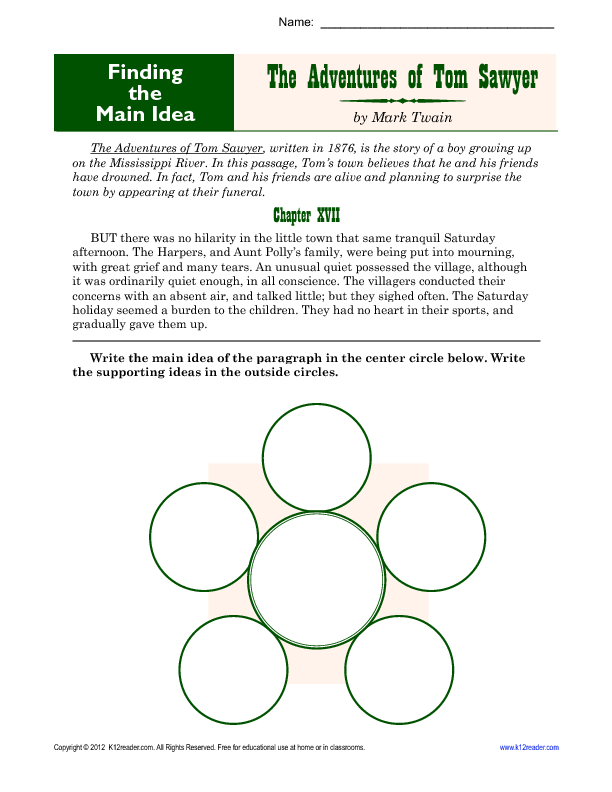 Name: ___________________________________
Finding
the
Main Idea
The Adventures of Tom Sawyer
by Mark Twain
The Adventures of Tom Sawyer, written in 1876, is the story of a boy growing up
on the Mississippi River. In this passage, Tom's town believes that he and his friends
have drowned. In fact, Tom and his friends are alive and planning to surprise the
town by appearing at their funeral.
Chapter XVII
BUT there was no hilarity in the little town that same tranquil Saturday
afternoon. The Harpers, and Aunt Polly's family, were being put into mourning,
with great grief and many tears. An unusual quiet possessed the village, although
it was ordinarily quiet enough, in all conscience. The villagers conducted their
concerns with an absent air, and talked little; but they sighed often. The Saturday
holiday seemed a burden to the children. They had no heart in their sports, and
gradually gave them up.
Write the main idea of the paragraph in the center circle below. Write
the supporting ideas in the outside circles.
Copyright © 2012 K12reader.com. All Rights Reserved. Free for educational use at home or in classrooms.
www.k12reader.com